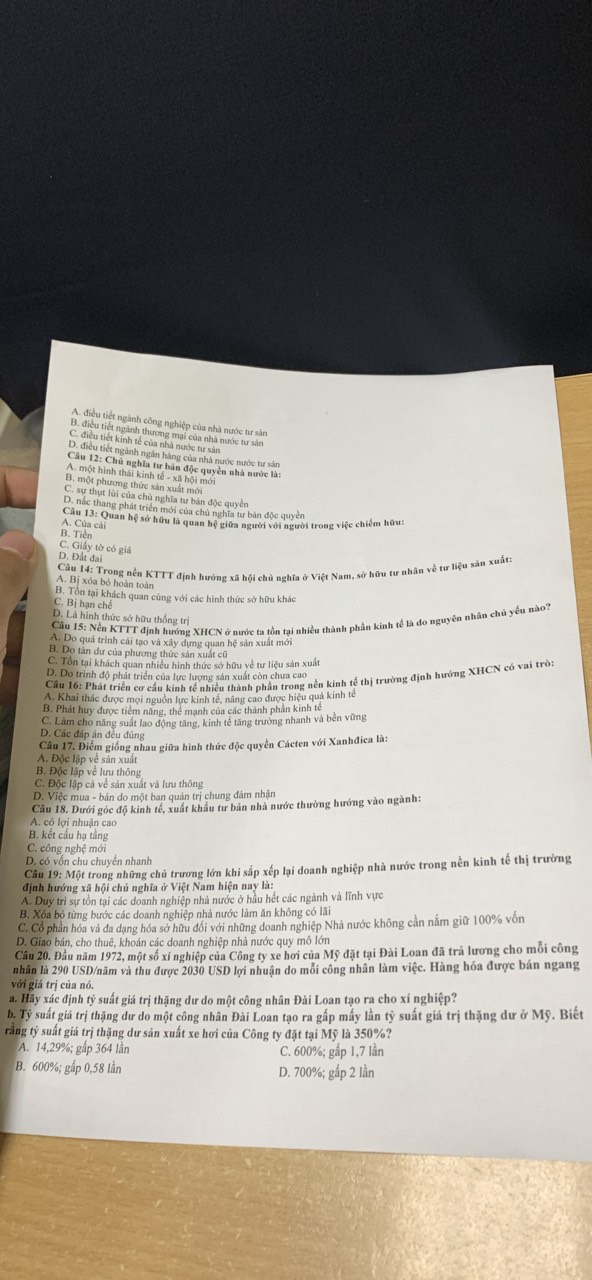 A. điều tiết ngành công nghiệp của nhà nước tư sản
B. điều tiết ngành thương mại của nhà nước tư sản
C. điều tiết kinh tế của nhà nước tư sản
D. điều tiết ngành ngân hàng của nhà nước nước tư sản
Câu 12: Chủ nghĩa tư bản độc quyền nhà nước là:
A. một hình thái kinh tế - xã hội mới
B. một phương thức sản xuất mới
C. sự thụt lùi của chủ nghĩa tư bản độc quyền
D. nấc thang phát triển mới của chủ nghĩa tư bản độc quyền
Câu 13: Quan hệ sở hữu là quan hệ giữa người với người trong việc chiếm hữu:
A. Của cải
B. Tiền
C. Giấy tờ có giá
D. Đất đai
Câu 14: Trong nền KTTT định hướng xã hội chủ nghĩa ở Việt Nam, sở hữu tư nhân về tư liệu sản xuất:
A. Bị xóa bỏ hoàn toàn
B. Tồn tại khách quan cùng với các hình thức sở hữu khác
C. Bị hạn chế
D. Là hình thức sở hữu thống trị
Câu 15: Nền KTTT định hướng XHCN ở nước ta tồn tại nhiều thành phần kinh tế là do nguyên nhân chủ yếu nào?
A. Do quá trình cải tạo và xây dựng quan hệ sản xuất mới
B. Do tàn dư của phương thức sản xuất cũ
C. Tồn tại khách quan nhiều hình thức sở hữu về tư liệu sản xuất
D. Do trình độ phát triển của lực lượng sản xuất còn chưa cao
Câu 16: Phát triển cơ cấu kinh tế nhiều thành phần trong nền kinh tế thị trường định hướng XHCN có vai trò:
A. Khai thác được mọi nguồn lực kinh tế, nâng cao được hiệu quả kinh tế
B. Phát huy được tiềm năng, thế mạnh của các thành phần kinh tế
C. Làm cho năng suất lao động tăng, kinh tế tăng trưởng nhanh và bền vững
D. Các đáp án đều đúng
Câu 17. Điểm giống nhau giữa hình thức độc quyền Cácten với Xanhđica là:
A. Độc lập về sản xuất
B. Độc lập về lưu thông
C. Độc lập cả về sản xuất và lưu thông
D. Việc mua - bán do một ban quản trị chung đảm nhận
Câu 18. Dưới góc độ kinh tế, xuất khẩu tư bản nhà nước thường hướng vào ngành:
A. có lợi nhuận cao
B. kết cấu hạ tầng
C. công nghệ mới
D. có vốn chu chuyển nhanh
Câu 19: Một trong những chủ trương lớn khi sắp xếp lại doanh nghiệp nhà nước trong nền kinh tế thị trường
định hướng xã hội chủ nghĩa ở Việt Nam hiện nay là:
A. Duy trì sự tồn tại các doanh nghiệp nhà nước ở hầu hết các ngành và lĩnh vực
B. Xóa bỏ từng bước các doanh nghiệp nhà nước làm ăn không có lãi
C. Cổ phần hóa và đa dạng hóa sở hữu đối với những doanh nghiệp Nhà nước không cần nắm giữ 100% vốn
D. Giao bán, cho thuê, khoán các doanh nghiệp nhà nước quy mô lớn
Câu 20. Đầu năm 1972, một số xí nghiệp của Công ty xe hơi của Mỹ đặt tại Đài Loan đã trả lương cho mỗi công
nhân là 290 USD/năm và thu được 2030 USD lợi nhuận do mỗi công nhân làm việc. Hàng hóa được bán ngang
với giá trị của nó.
a. Hãy xác định tỷ suất giá trị thặng dư do một công nhân Đài Loan tạo ra cho xí nghiệp?
b. Tỷ suất giá trị thặng dư do một công nhân Đài Loan tạo ra gấp mấy lần tỷ suất giá trị thặng dư ở Mỹ. Biết
rằng tỷ suất giá trị thặng dư sản xuất xe hơi của Công ty đặt tại Mỹ là 350%?
A. 14,29%; gấp 364 lần
C. 600%; gấp 1,7 lần
B. 600%; gấp 0,58 lần
D. 700%; gấp 2 lần